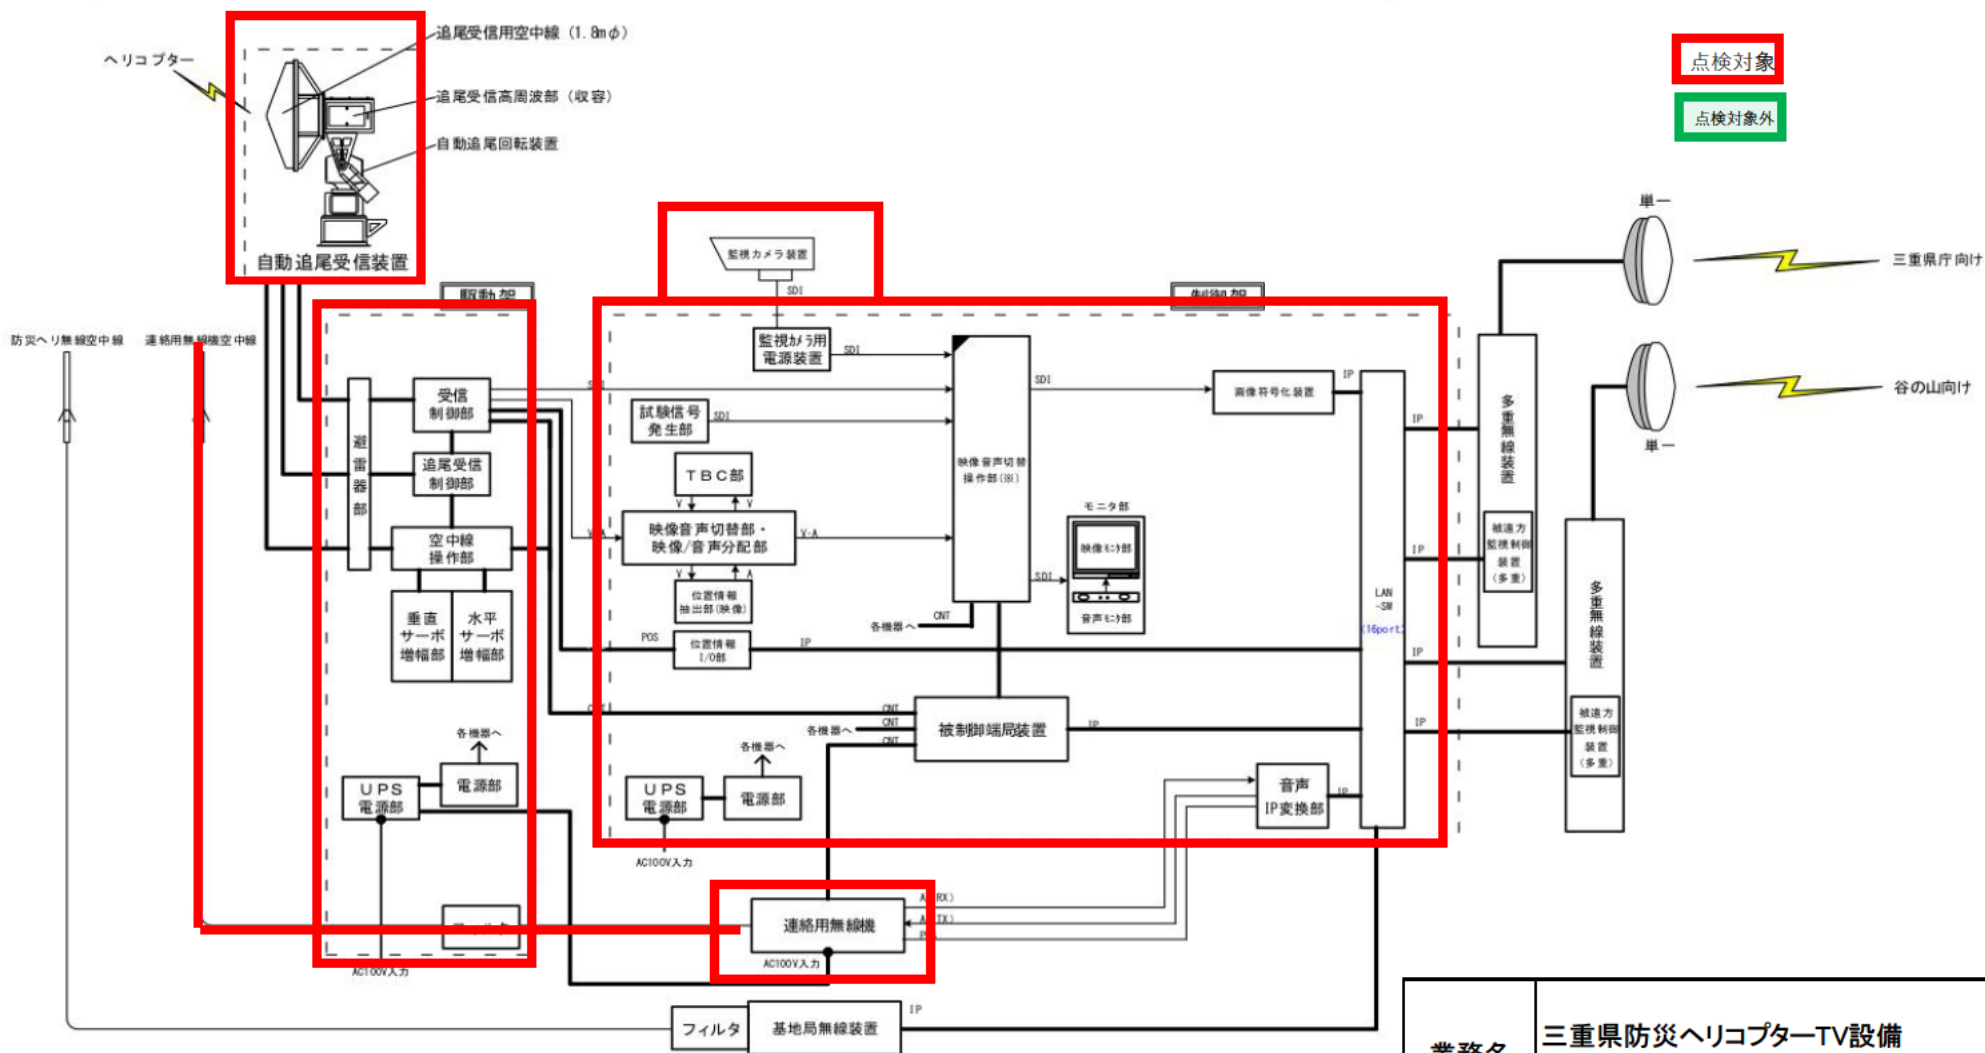 追尾受信用空中線（1.8mφ）
ヘリコプター
追尾受信高周波部（収容）
自動追尾回転装置
自動追尾受信装置
点検対象
点検対象外
単一
三重県庁向け
谷の山向け
単一
防災ヘリ無線空中線
連絡用無線機空中線
駆動架
制御架
監視カメラ装置
SDI
監視ｶﾒﾗ用
電源装置
SDI
避雷器部
受信
制御部
追尾受信
制御部
空中線
操作部
垂直
サーボ
増幅部
水平
サーボ
増幅部
各機器へ
UPS
電源部
電源部
AC100V入力
試験信号
発生部
SDI
TBC部
V
V
映像音声切替部・
映像/音声分配部
V・A
V
A
位置情報
抽出部(映像)
POS
位置情報
I/O部
IP
映像音声切替
操作部(※)
SDI
画像符号化装置
IP
モニタ部
映像ﾓﾆﾀ部
音声ﾓﾆﾀ部
SDI
CNT
各機器へ
CNT
CNT
各機器へ
CNT
被制御端局装置
IP
各機器へ
UPS
電源部
電源部
AC100V入力
音声
IP変換部
IP
LAN
-SW
(16port)
IP
IP
IP
IP
多重無線装置
被遠方
監視制御
装置
(多重)
多重無線装置
被遠方
監視制御
装置
(多重)
連絡用無線機
AC100V入力
フィルタ
基地局無線装置
IP
業務名
三重県防災ヘリコプターTV設備